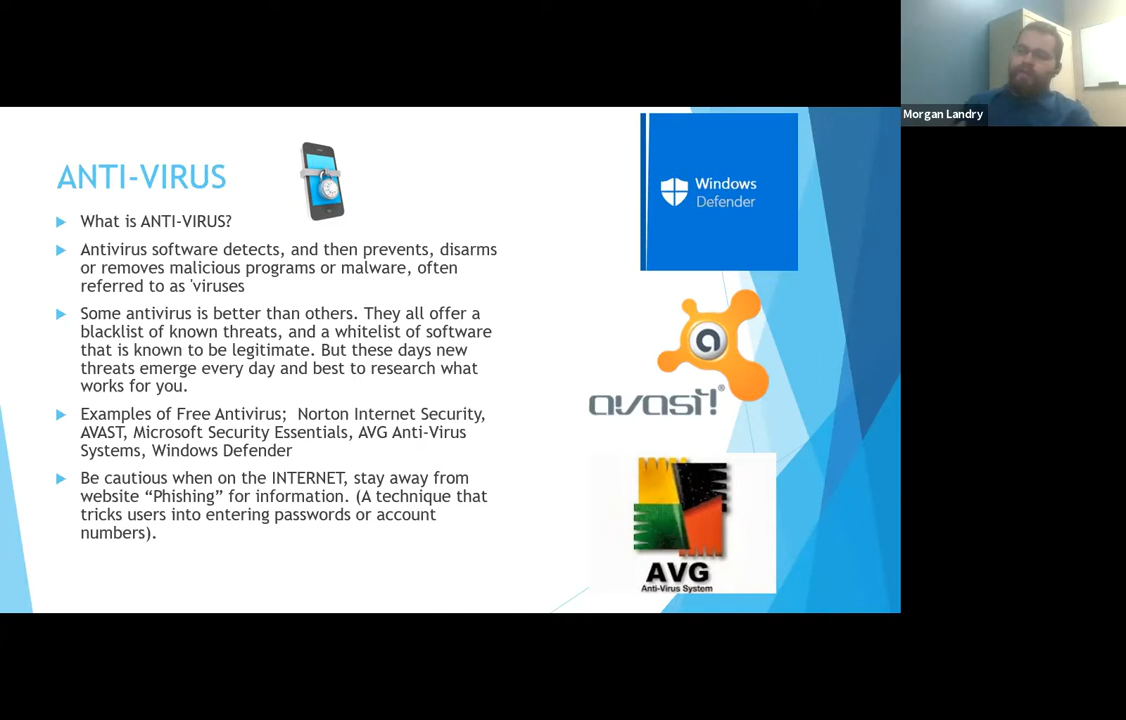 Morgan Landry
ANTI-VIRUS
What is ANTI-VIRUS?
Antivirus software detects, and then prevents, disarms
or removes malicious programs or malware, often
referred to as 'viruses
Some antivirus is better than others. They all offer a
blacklist of known threats, and a whitelist of software
that is known to be legitimate. But these days new
threats emerge every day and best to research what
works for you.
Examples of Free Antivirus;  Norton Internet Security,
AVAST, Microsoft Security Essentials, AVG Anti-Virus
Systems, Windows Defender
Be cautious when on the INTERNET, stay away from
website “Phishing” for information. (A technique that
tricks users into entering passwords or account
numbers).
Windows
Defender
a
avast!®
AVG
Anti-Virus System